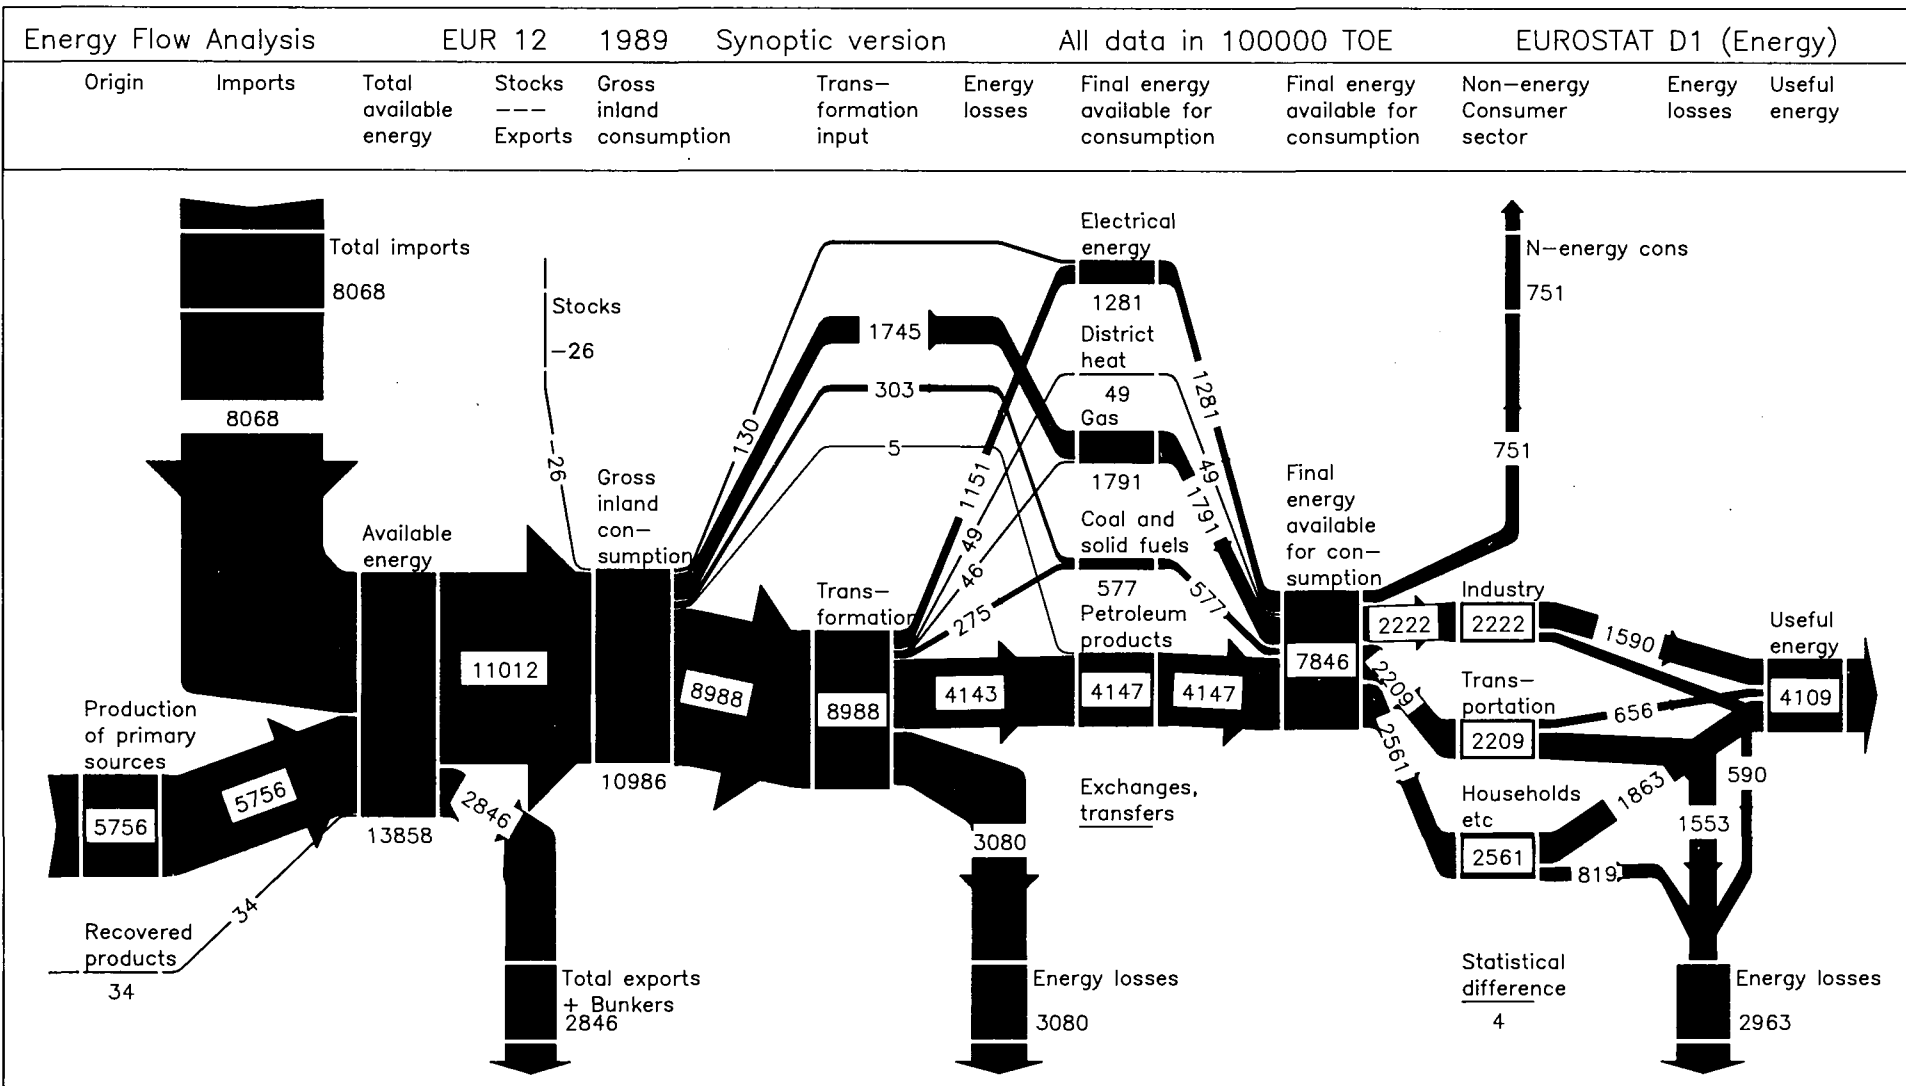 Energy Flow Analysis EUR 12 1989 Synoptic version All data in 100000 TOE EUROSTAT D1 (Energy)
Origin Imports Total Stocks Gross Trans- Energy Final energy Final energy Non-energy Energy Useful
available --- inland formation losses available for available for Consumer losses energy
energy Exports consumption input consumption consumption sector
Total imports
8068
8068
Stocks
-26
-26
Available
energy
13858
Production
of primary
sources
5756
5756
Recovered
products
34
34
11012
2846
Total exports
+ Bunkers
2846
Gross
inland
con-
sumption
10986
130
1745
303
5
8988
Trans-
formation
8988
1151
49
46
275
4143
3080
Energy losses
3080
Electrical
energy
1281
District
heat
49
Gas
1791
Coal and
solid fuels
577
Petroleum
products
4147
Exchanges,
transfers
1281
49
1791
577
4147
Final
energy
available
for con-
sumption
7846
751
N-energy cons
751
2222
2209
2561
Industry
2222
Trans-
portation
2209
Households
etc
2561
1590
656
1863
819
1553
590
Useful
energy
4109
Statistical
difference
4
Energy losses
2963